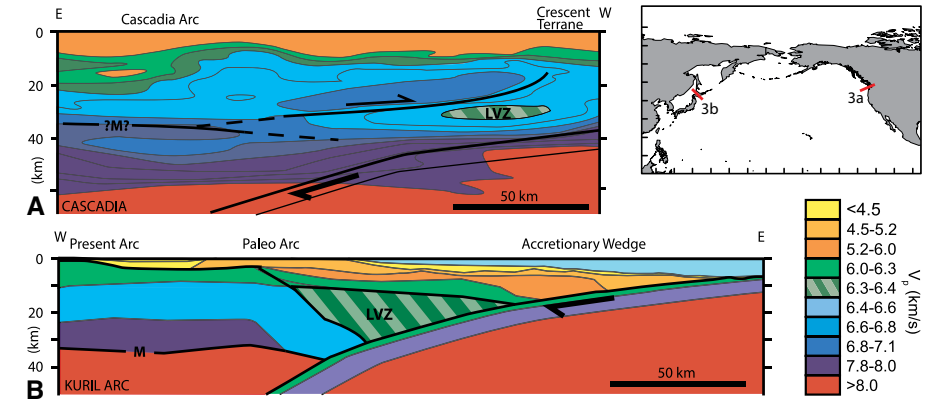 E
Cascadia Arc
Crescent
Terrane
W
0
20
40
(km)
?M?
LVZ
50 km
A
CASCADIA
3b
3a
W
Present Arc
Paleo Arc
Accretionary Wedge
E
0
20
40
(km)
LVZ
M
50 km
B
KURIL ARC
<4.5
4.5-5.2
5.2-6.0
6.0-6.3
6.3-6.4
6.4-6.6
6.6-6.8
6.8-7.1
7.8-8.0
>8.0
Vp (km/s)